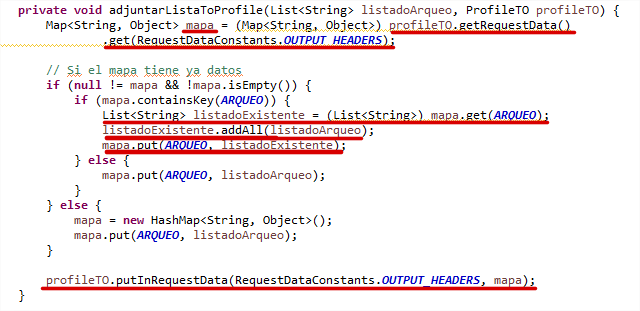 private void adjuntarListaToProfile(List<String> listadoArqueo, ProfileTO profileTO) {
Map<String, Object> mapa = (Map<String, Object>) profileTO.getRequestData()
.get(RequestDataConstants.OUTPUT_HEADERS);
// Si el mapa tiene ya datos
if (null != mapa && !mapa.isEmpty()) {
if (mapa.containsKey(ARQUEO)) {
List<String> listadoExistente = (List<String>) mapa.get(ARQUEO);
listadoExistente.addAll(listadoArqueo);
mapa.put(ARQUEO, listadoExistente);
} else {
mapa.put(ARQUEO, listadoArqueo);
}
} else {
mapa = new HashMap<String, Object>();
mapa.put(ARQUEO, listadoArqueo);
}
profileTO.putInRequestData(RequestDataConstants.OUTPUT_HEADERS, mapa);
}